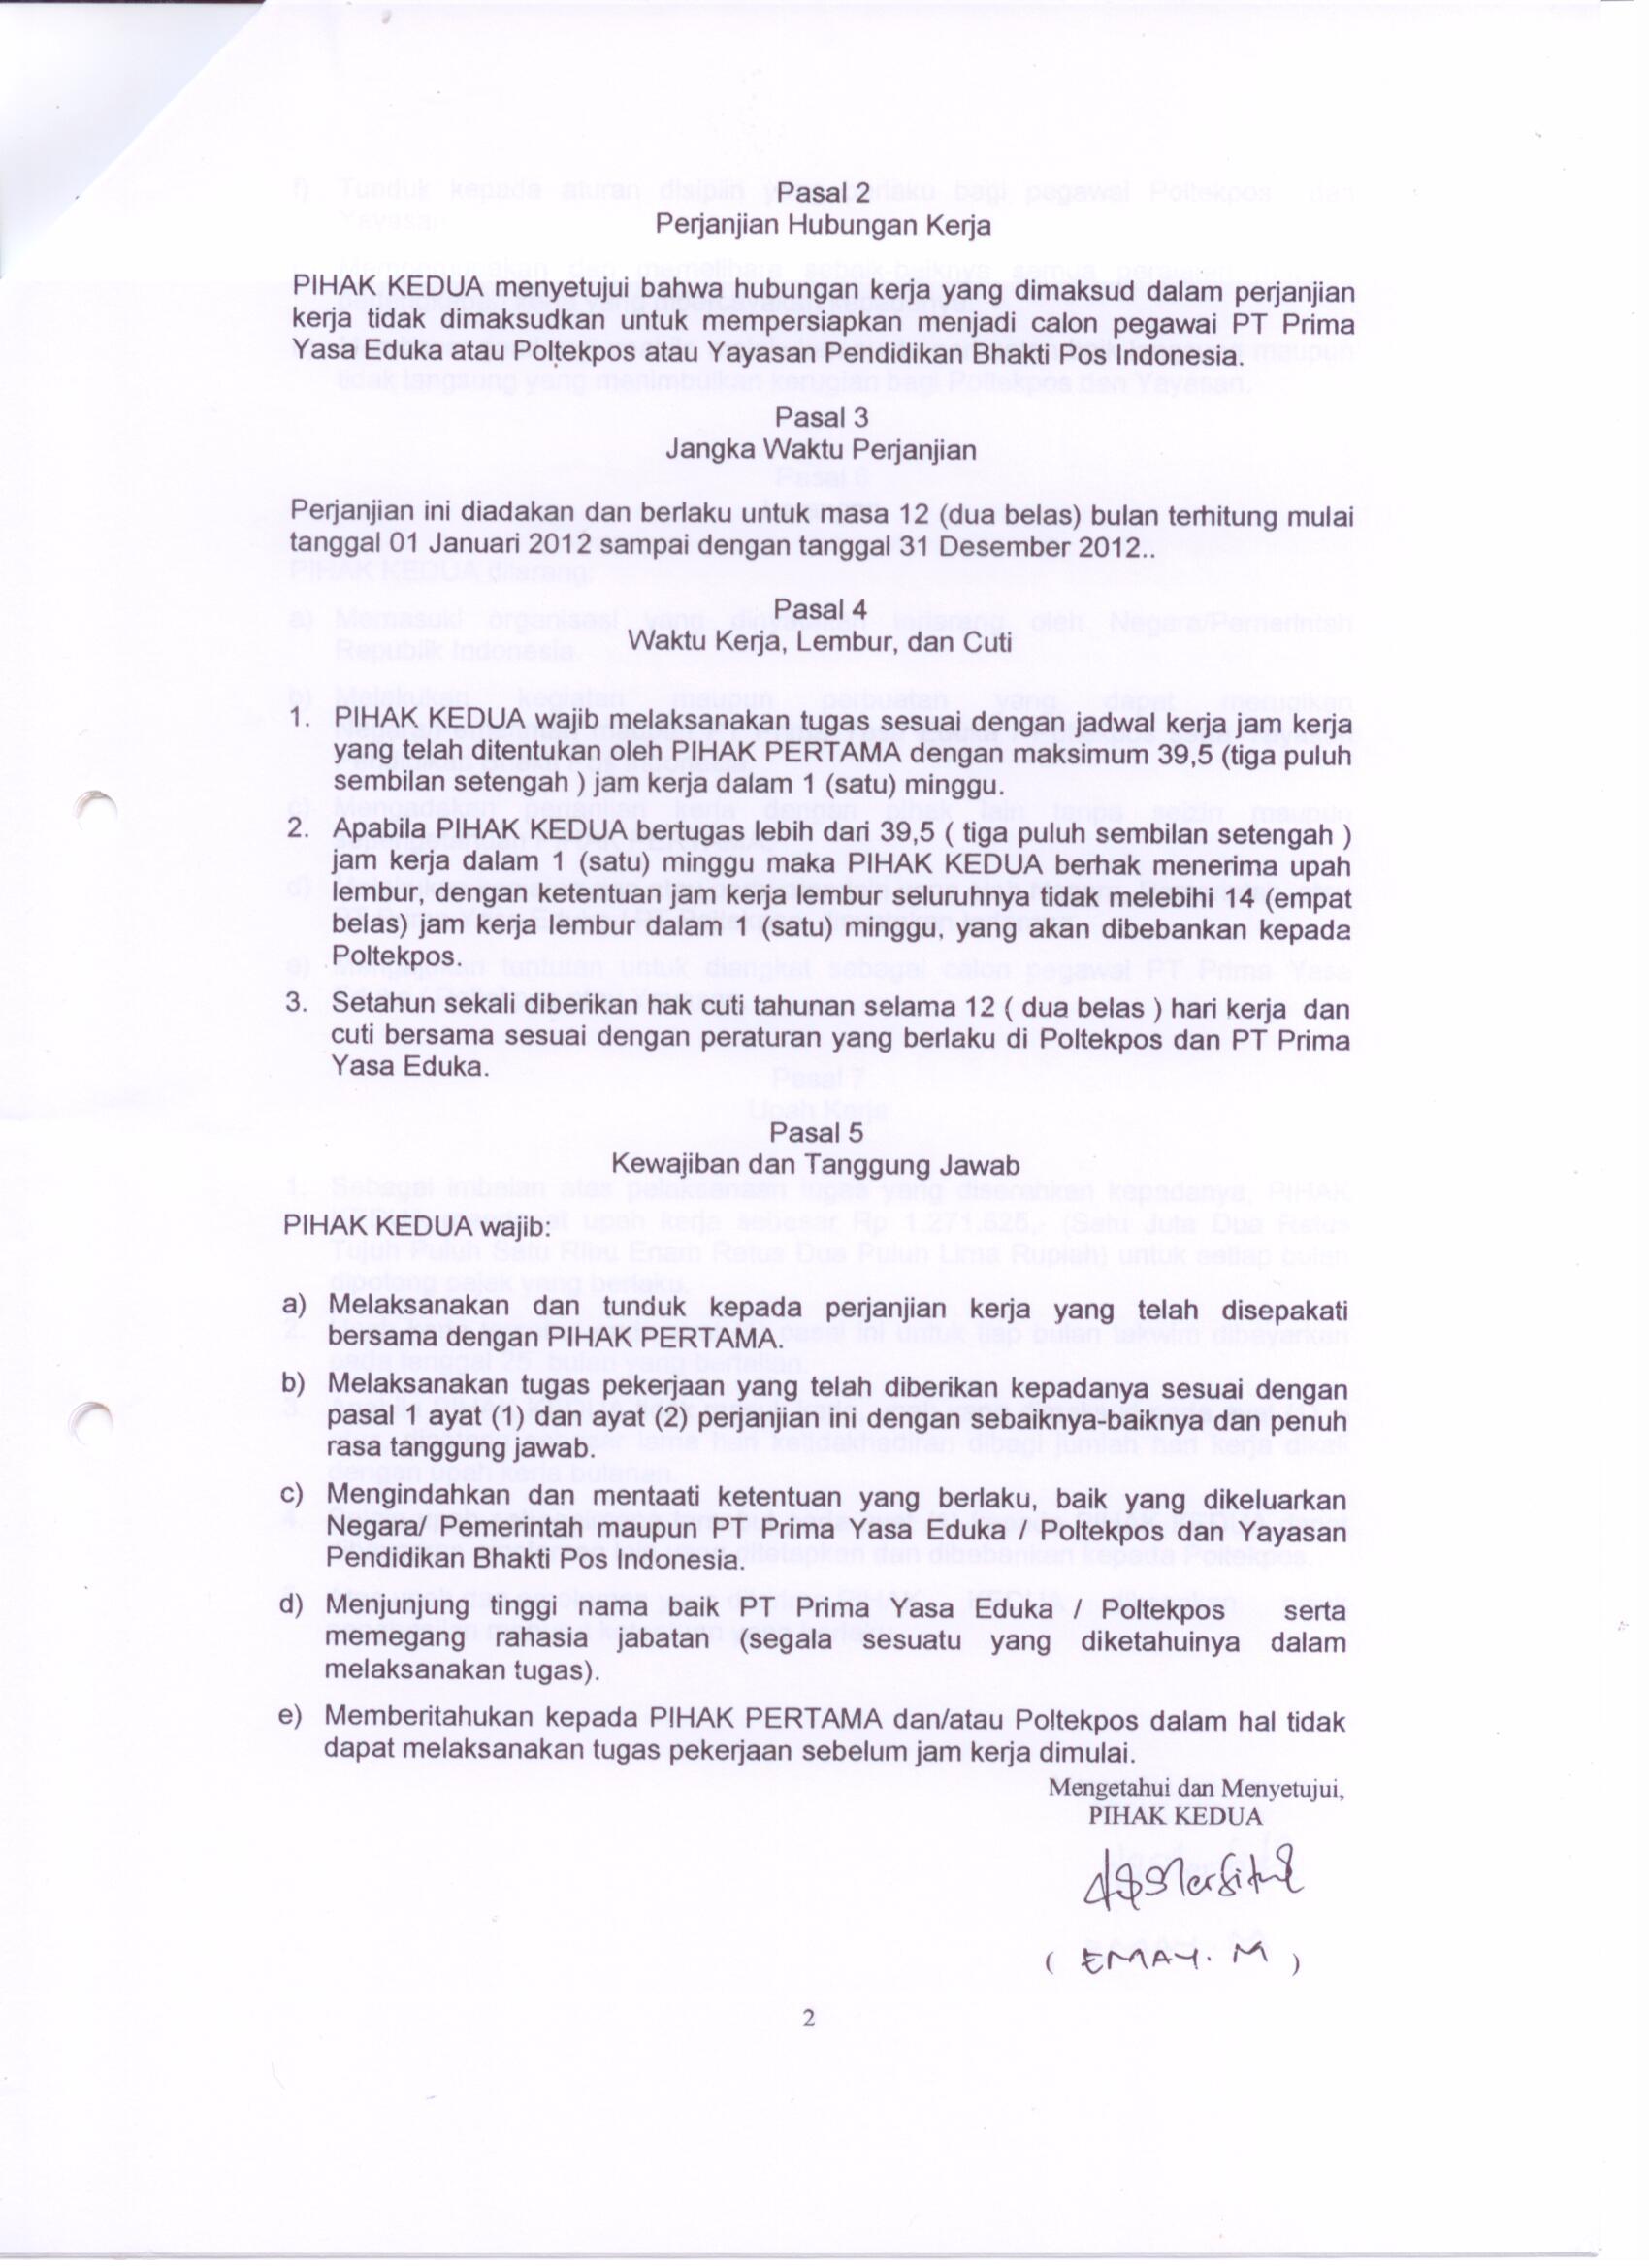 Pasal 2
Perjanjian Hubungan Kerja
PIHAK KEDUA menyetujui bahwa hubungan kerja yang dimaksud dalam perjanjian
kerja tidak dimaksudkan untuk mempersiapkan menjadi calon pegawai PT Prima
Yasa Eduka atau Poltekpos atau Yayasan Pendidikan Bhakti Pos Indonesia.
Pasal 3
Jangka Waktu Perjanjian
Perjanjian ini diadakan dan berlaku untuk masa 12 (dua belas) bulan terhitung mulai
tanggal 01 Januari 2012 sampai dengan tanggal 31 Desember 2012..
Pasal 4
Waktu Kerja, Lembur, dan Cuti
1. PIHAK KEDUA wajib melaksanakan tugas sesuai dengan jadwal kerja jam kerja
yang telah ditentukan oleh PIHAK PERTAMA dengan maksimum 39,5 (tiga puluh
sembilan setengah ) jam kerja dalam 1 (satu) minggu.
2. Apabila PIHAK KEDUA bertugas lebih dari 39,5 ( tiga puluh sembilan setengah )
jam kerja dalam 1 (satu) minggu maka PIHAK KEDUA berhak menerima upah
lembur, dengan ketentuan jam kerja lembur seluruhnya tidak melebihi 14 (empat
belas) jam kerja lembur dalam 1 (satu) minggu, yang akan dibebankan kepada
Poltekpos.
3. Setahun sekali diberikan hak cuti tahunan selama 12 ( dua belas ) hari kerja dan
cuti bersama sesuai dengan peraturan yang berlaku di Poltekpos dan PT Prima
Yasa Eduka.
Pasal 5
Kewajiban dan Tanggung Jawab
PIHAK KEDUA wajib:
a) Melaksanakan dan tunduk kepada perjanjian kerja yang telah disepakati
bersama dengan PIHAK PERTAMA.
b) Melaksanakan tugas pekerjaan yang telah diberikan kepadanya sesuai dengan
pasal 1 ayat (1) dan ayat (2) perjanjian ini dengan sebaiknya-baiknya dan penuh
rasa tanggung jawab.
c) Mengindahkan dan mentaati ketentuan yang berlaku, baik yang dikeluarkan
Negara/ Pemerintah maupun PT Prima Yasa Eduka / Poltekpos dan Yayasan
Pendidikan Bhakti Pos Indonesia.
d) Menjunjung tinggi nama baik PT Prima Yasa Eduka / Poltekpos serta
memegang rahasia jabatan (segala sesuatu yang diketahuinya dalam
melaksanakan tugas).
e) Memberitahukan kepada PIHAK PERTAMA dan/atau Poltekpos dalam hal tidak
dapat melaksanakan tugas pekerjaan sebelum jam kerja dimulai.
Mengetahui dan Menyetujui,
PIHAK KEDUA
( EMAY. M )
2